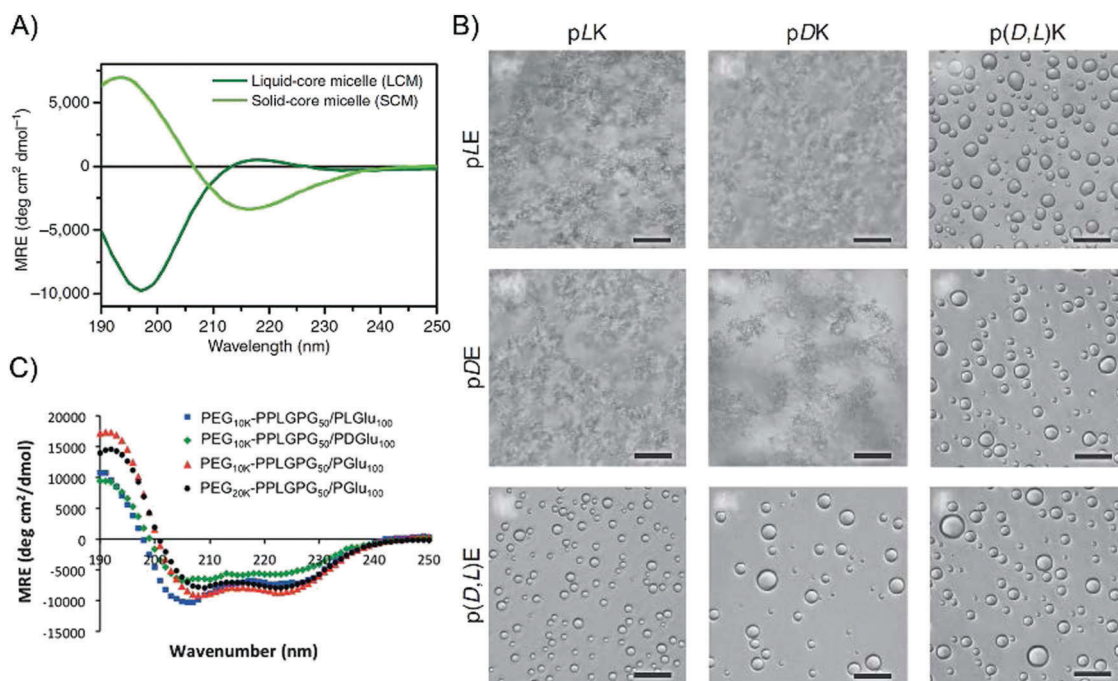 A)
MRE (deg cm² dmol⁻¹)
5,000
0
−5,000
−10,000
Liquid-core micelle (LCM)
Solid-core micelle (SCM)
190 200 210 220 230 240 250
Wavelength (nm)
B)
pLK pDK p(D,L)K
pLE
pDE
p(D,L)E
C)
MRE (deg cm²/dmol)
20000
15000
10000
5000
0
-5000
-10000
-15000
PEG₁₀K-PPLGPG₅₀/PLGlu₁₀₀
PEG₁₀K-PPLGPG₅₀/PDGlu₁₀₀
PEG₁₀K-PPLGPG₅₀/PGlu₁₀₀
PEG₂₀K-PPLGPG₅₀/PGlu₁₀₀
190 200 210 220 230 240 250
Wavenumber (nm)